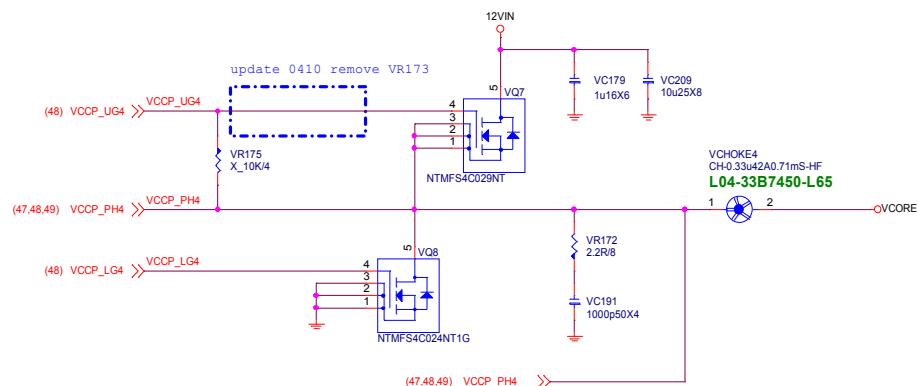 12VIN
update 0410 remove VR173
5
VQ7
VC179
1u16X6
VC209
10u25X8
(48) VCCP_UG4
VCCP_UG4
4
3
2
1
VR175
X_10K/4
NTMFS4C029NT
VCHOKE4
CH-0.33u42A0.71mS-HF
L04-33B7450-L65
(47,48,49) VCCP_PH4
VCCP_PH4
1
2
VCORE
5
VQ8
VR172
2.2R/8
(48) VCCP_LG4
VCCP_LG4
4
3
2
1
VC191
1000p50X4
NTMFS4C024NT1G
(47,48,49) VCCP_PH4